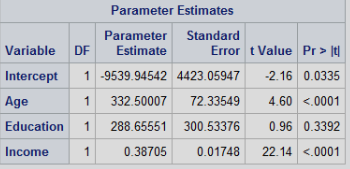 Parameter Estimates
Variable DF Parameter Estimate Standard Error t Value Pr > |t|
Intercept 1 -9539.94542 4423.05947 -2.16 0.0335
Age 1 332.50007 72.33549 4.60 <.0001
Education 1 288.65551 300.53376 0.96 0.3392
Income 1 0.38705 0.01748 22.14 <.0001